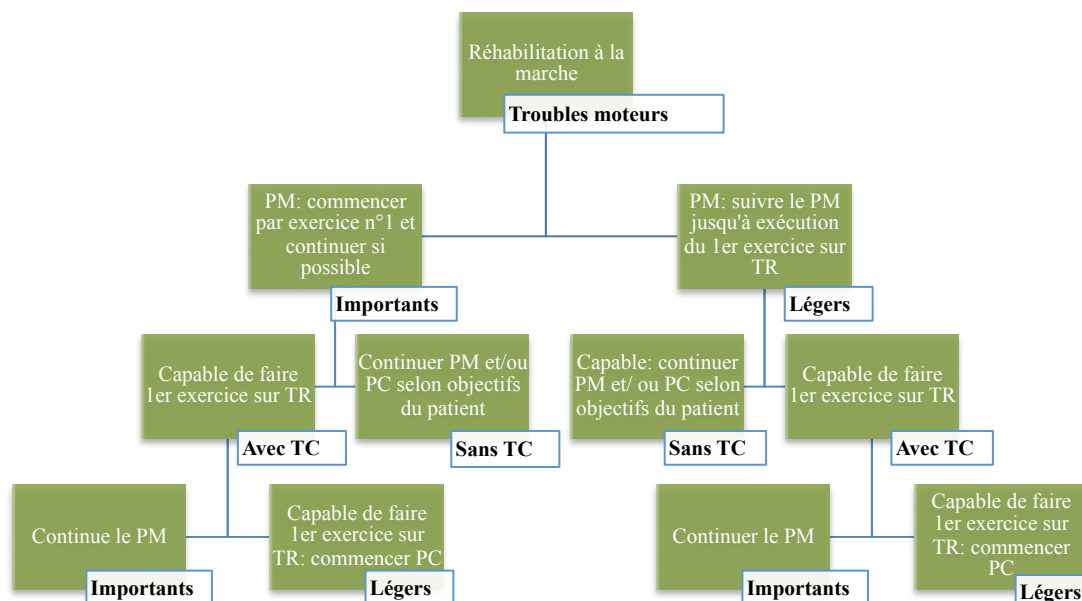 Réhabilitation à la
marche
Troubles moteurs
PM: commencer
par exercice n°1 et
continuer si
possible
Importants
PM: suivre le PM
jusqu'à exécution
du 1er exercice sur
TR
Légers
Capable de faire
1er exercice sur TR
Avec TC
Continuer PM et/ou
PC selon objectifs
du patient
Sans TC
Capable: continuer
PM et/ ou PC selon
objectifs du patient
Sans TC
Capable de faire
1er exercice sur TR
Avec TC
Continue le PM
Importants
Capable de faire
1er exercice sur
TR: commencer PC
Légers
Continuer le PM
Importants
Capable de faire
1er exercice sur
TR: commencer
PC
Légers